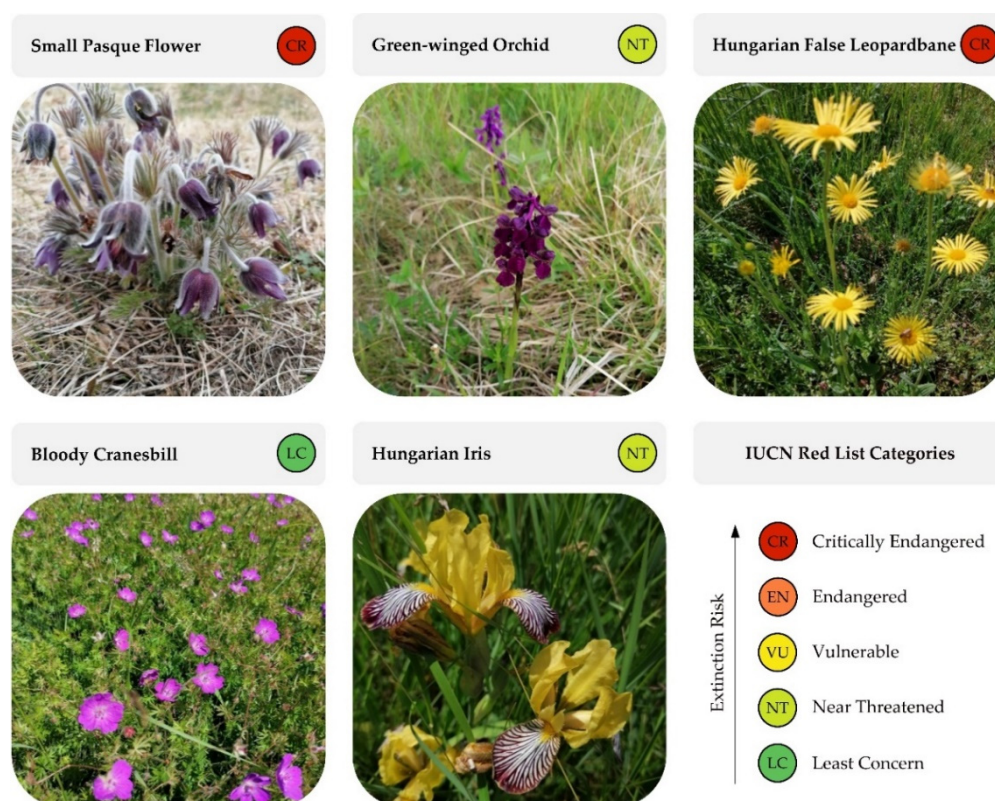 Small Pasque Flower CR
Green-winged Orchid NT
Hungarian False Leopardbane CR
Bloody Cranesbill LC
Hungarian Iris NT
IUCN Red List Categories
Extinction Risk
CR Critically Endangered
EN Endangered
VU Vulnerable
NT Near Threatened
LC Least Concern